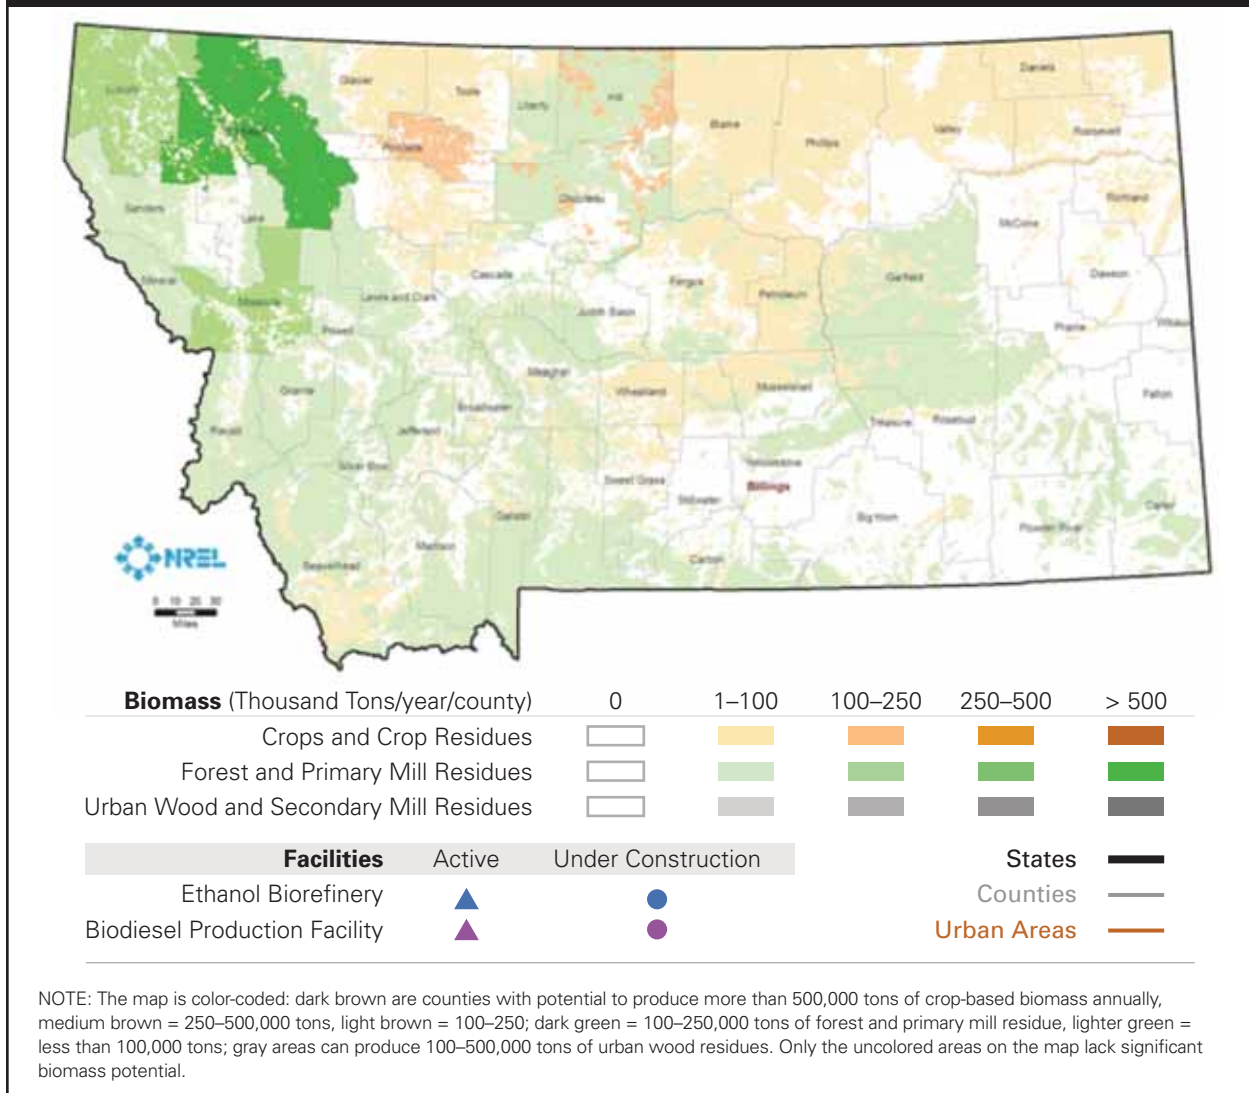 Glacier
Toole
Daniels
Lincoln
Liberty
Hill
Blaine
Valley
Roosevelt
Phillips
Pondera
Chouteau
Richland
Sanders
Lake
McCone
Cascade
Garfield
Dawson
Mineral
Fergus
Missoula
Lewis and Clark
Petroleum
Judith Basin
Powell
Prairie
Wibaux
Meagher
Granite
Wheatland
Musselshell
Fallon
Broadwater
Ravalli
Jefferson
Treasure
Rosebud
Silver Bow
Yellowstone
Sweet Grass
Billings
Stillwater
Carter
Gallatin
Big Horn
Powder River
Madison
Carbon
NREL
Beaverhead
0 10 20 30
Miles
Biomass (Thousand Tons/year/county) 0 1–100 100–250 250–500 > 500
Crops and Crop Residues
Forest and Primary Mill Residues
Urban Wood and Secondary Mill Residues
Facilities Active Under Construction States
Ethanol Biorefinery Counties
Biodiesel Production Facility Urban Areas
NOTE: The map is color-coded: dark brown are counties with potential to produce more than 500,000 tons of crop-based biomass annually,
medium brown = 250–500,000 tons, light brown = 100–250; dark green = 100–250,000 tons of forest and primary mill residue, lighter green =
less than 100,000 tons; gray areas can produce 100–500,000 tons of urban wood residues. Only the uncolored areas on the map lack significant
biomass potential.